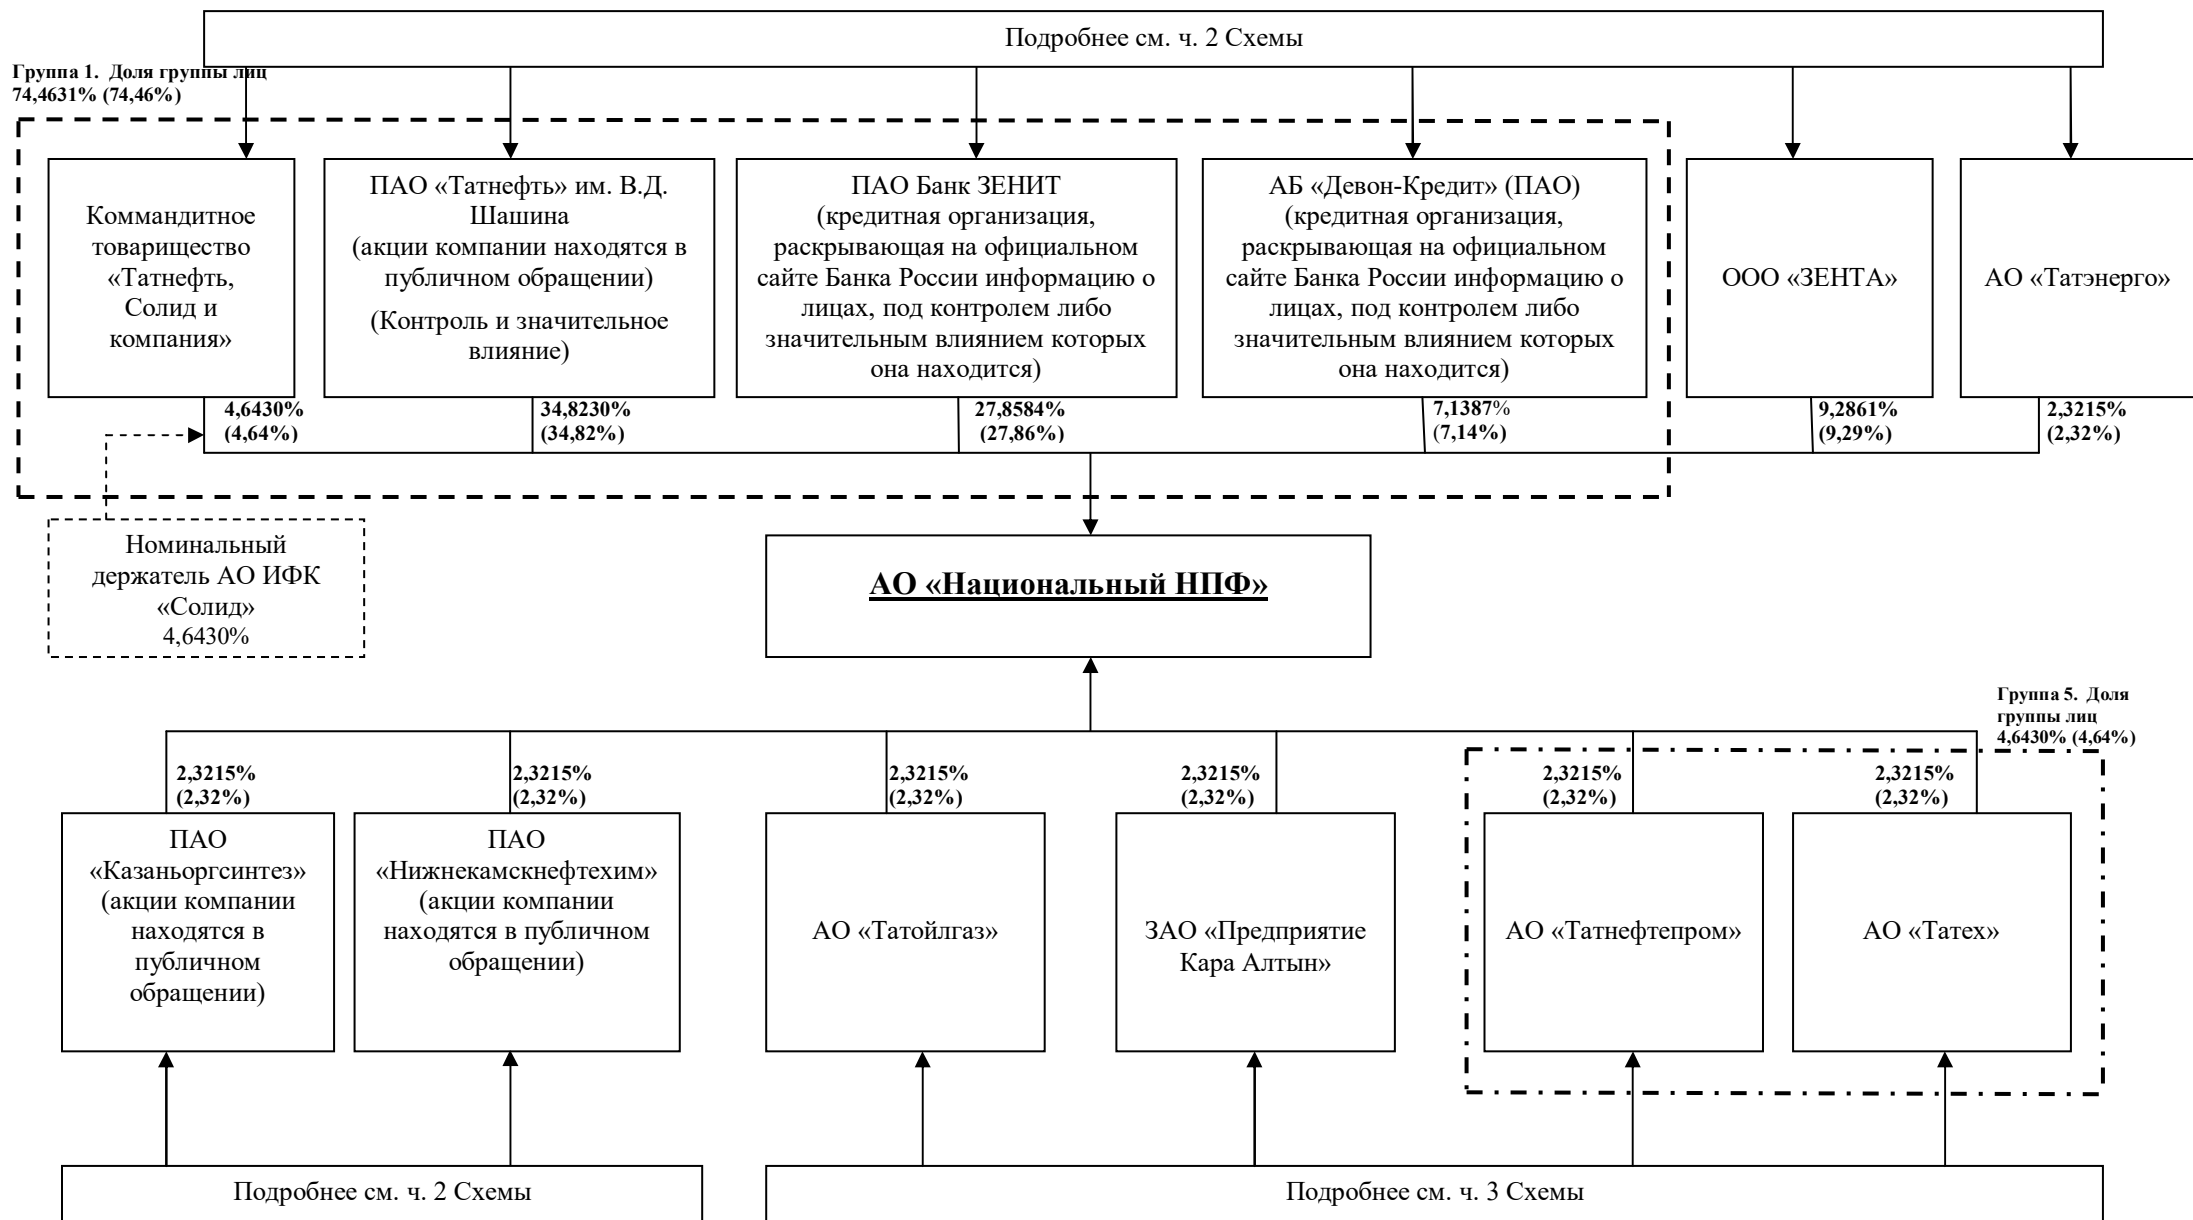 Подробнее см. ч. 2 Схемы
Группа 1. Доля группы лиц
74,4631% (74,46%)
Коммандитное
товарищество
«Татнефть,
Солид и
компания»
ПАО «Татнефть» им. В.Д.
Шашина
(акции компании находятся в
публичном обращении)
(Контроль и значительное
влияние)
ПАО Банк ЗЕНИТ
(кредитная организация,
раскрывающая на официальном
сайте Банка России информацию о
лицах, под контролем либо
значительным влиянием которых
она находится)
АБ «Девон-Кредит» (ПАО)
(кредитная организация,
раскрывающая на официальном
сайте Банка России информацию о
лицах, под контролем либо
значительным влиянием которых
она находится)
ООО «ЗЕНТА»
АО «Татэнерго»
4,6430%
(4,64%)
34,8230%
(34,82%)
27,8584%
(27,86%)
7,1387%
(7,14%)
9,2861%
(9,29%)
2,3215%
(2,32%)
Номинальный
держатель АО ИФК
«Солид»
4,6430%
АО «Национальный НПФ»
Группа 5. Доля
группы лиц
4,6430% (4,64%)
2,3215%
(2,32%)
2,3215%
(2,32%)
2,3215%
(2,32%)
2,3215%
(2,32%)
2,3215%
(2,32%)
2,3215%
(2,32%)
ПАО
«Казаньоргсинтез»
(акции компании
находятся в
публичном
обращении)
ПАО
«Нижнекамскнефтехим»
(акции компании
находятся в публичном
обращении)
АО «Татойлгаз»
ЗАО «Предприятие
Кара Алтын»
АО «Татнефтепром»
АО «Татех»
Подробнее см. ч. 2 Схемы
Подробнее см. ч. 3 Схемы